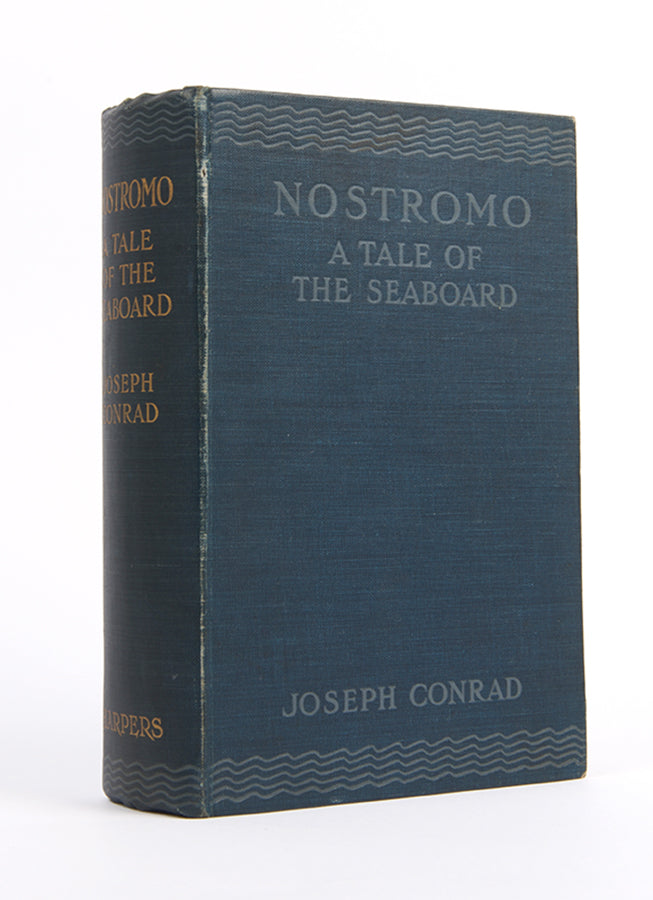 NOSTROMO
A TALE
OF THE
SEABOARD
JOSEPH
CONRAD
HARPERS
NOSTROMO
A TALE OF
THE SEABOARD
JOSEPH CONRAD